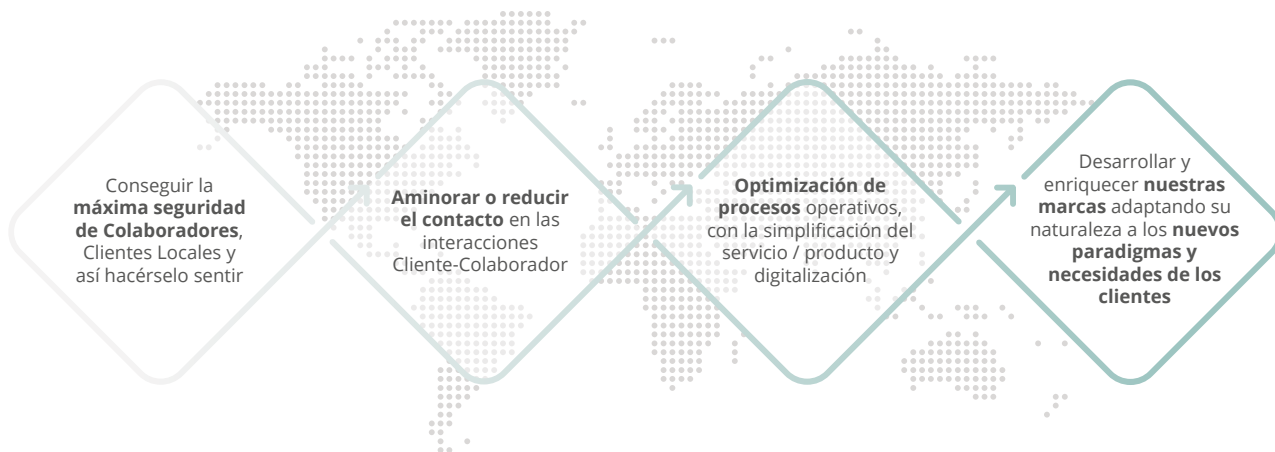 Conseguir la
máxima seguridad
de Colaboradores,
Clientes Locales y
así hacérselo sentir
Aminorar o reducir
el contacto en las
interacciones
Cliente-Colaborador
Optimización de
procesos operativos,
con la simplificación del
servicio / producto y
digitalización
Desarrollar y
enriquecer nuestras
marcas adaptando su
naturaleza a los nuevos
paradigmas y
necesidades de los
clientes